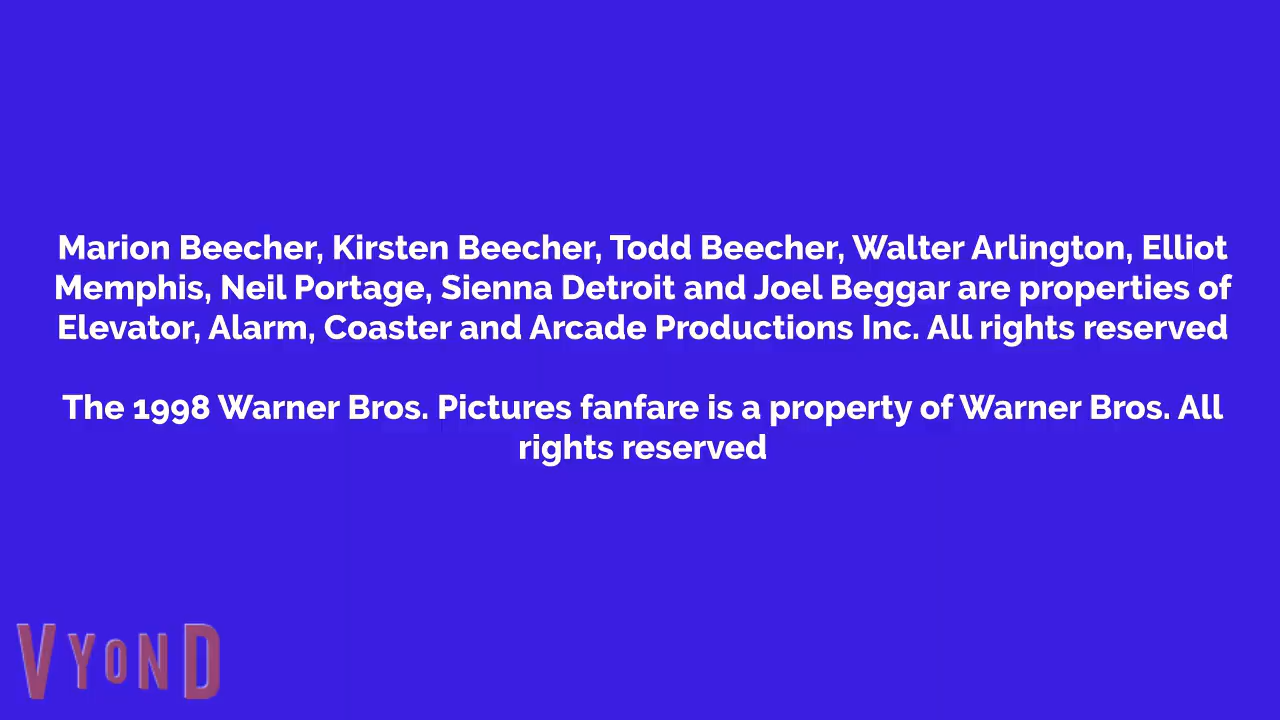 Marion Beecher, Kirsten Beecher, Todd Beecher, Walter Arlington, Elliot
Memphis, Neil Portage, Sienna Detroit and Joel Beggar are properties of
Elevator, Alarm, Coaster and Arcade Productions Inc. All rights reserved
The 1998 Warner Bros. Pictures fanfare is a property of Warner Bros. All
rights reserved
VYOND